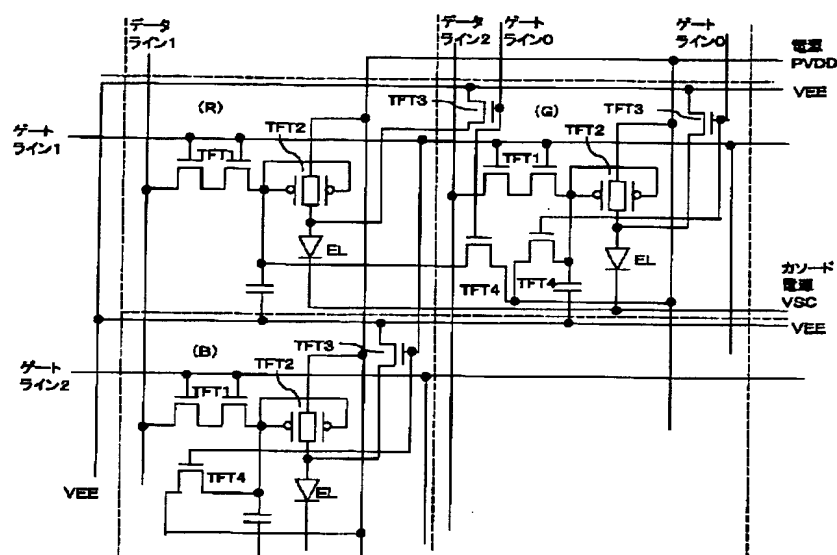 データ
ライン1
データ
ライン2
ゲート
ライン0
ゲート
ライン0
電源
PVDD
VEE
(R)
TFT3
(G)
TFT3
ゲート
ライン1
TFT1
TFT2
TFT1
TFT2
EL
EL
TFT4
TFT4
カソード
電源
VSC
VEE
(B)
TFT3
ゲート
ライン2
TFT1
TFT2
TFT4
EL
VEE